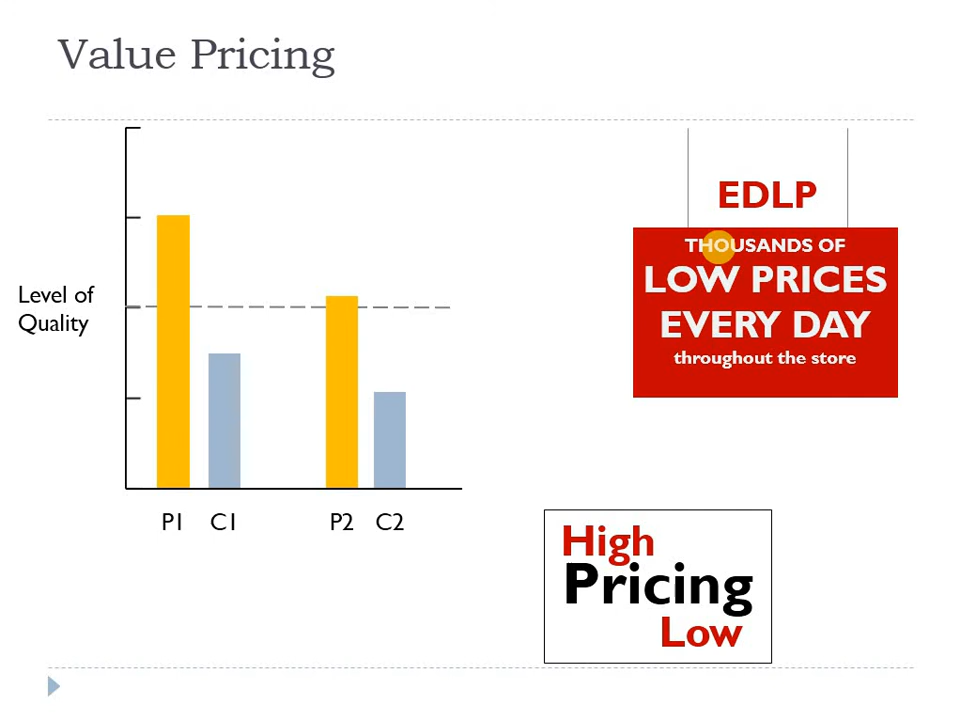 Value Pricing
Level of
Quality
P1 C1 P2 C2
EDLP
THOUSANDS OF
LOW PRICES
EVERY DAY
throughout the store
High
Pricing
Low